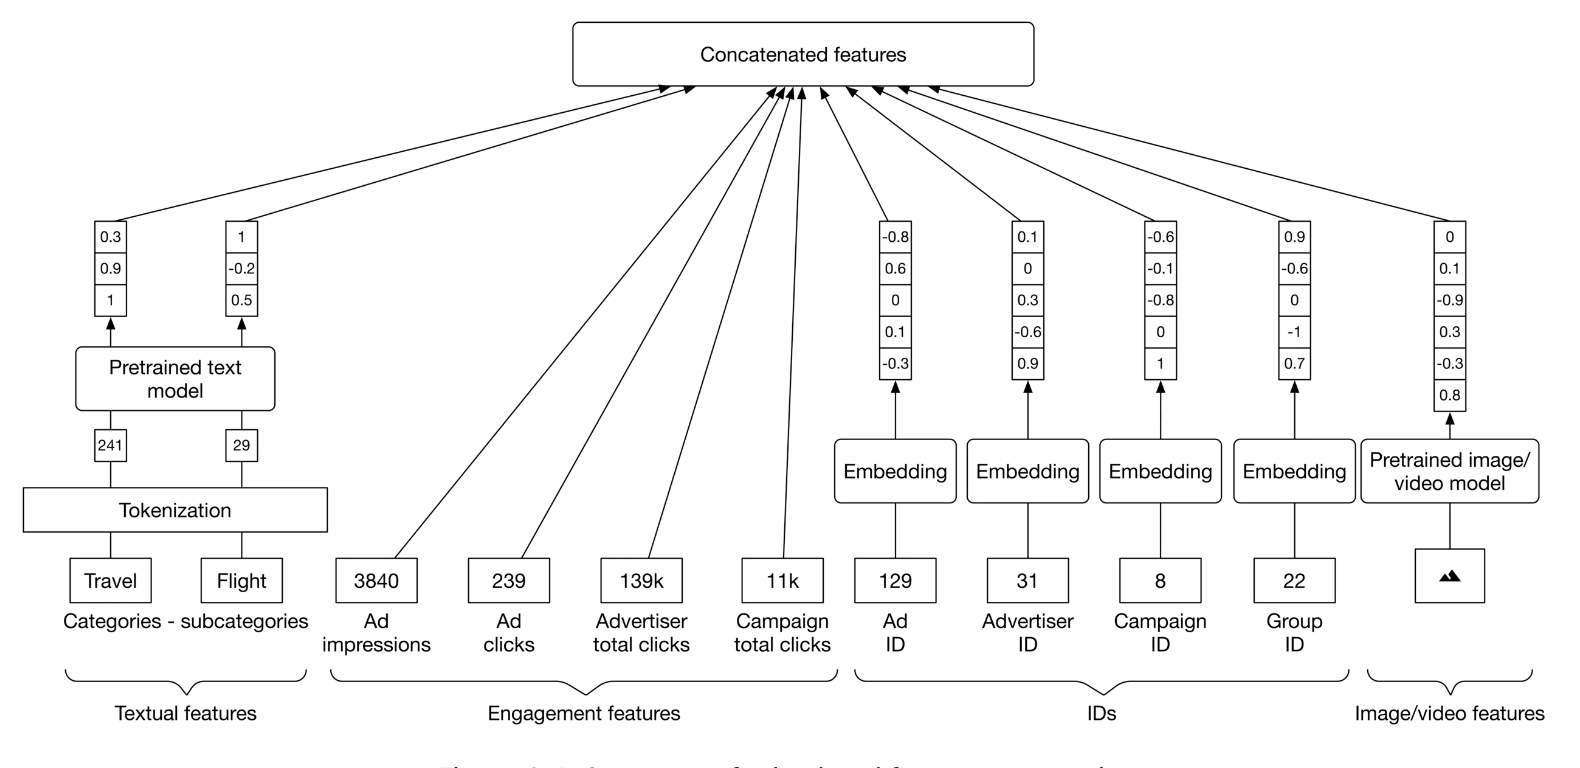 Concatenated features
0.3
0.9
1
1
-0.2
0.5
-0.8
0.6
0
0.1
-0.3
0.1
0
0.3
-0.6
0.9
-0.6
-0.1
-0.8
0
1
0.9
-0.6
0
-1
0.7
0
0.1
-0.9
0.3
-0.3
0.8
Pretrained text
model
241
29
Tokenization
Embedding
Embedding
Embedding
Embedding
Pretrained image/
video model
Travel
Flight
3840
239
139k
11k
129
31
8
22
Categories - subcategories
Ad
impressions
Ad
clicks
Advertiser
total clicks
Campaign
total clicks
Ad
ID
Advertiser
ID
Campaign
ID
Group
ID
Textual features
Engagement features
IDs
Image/video features